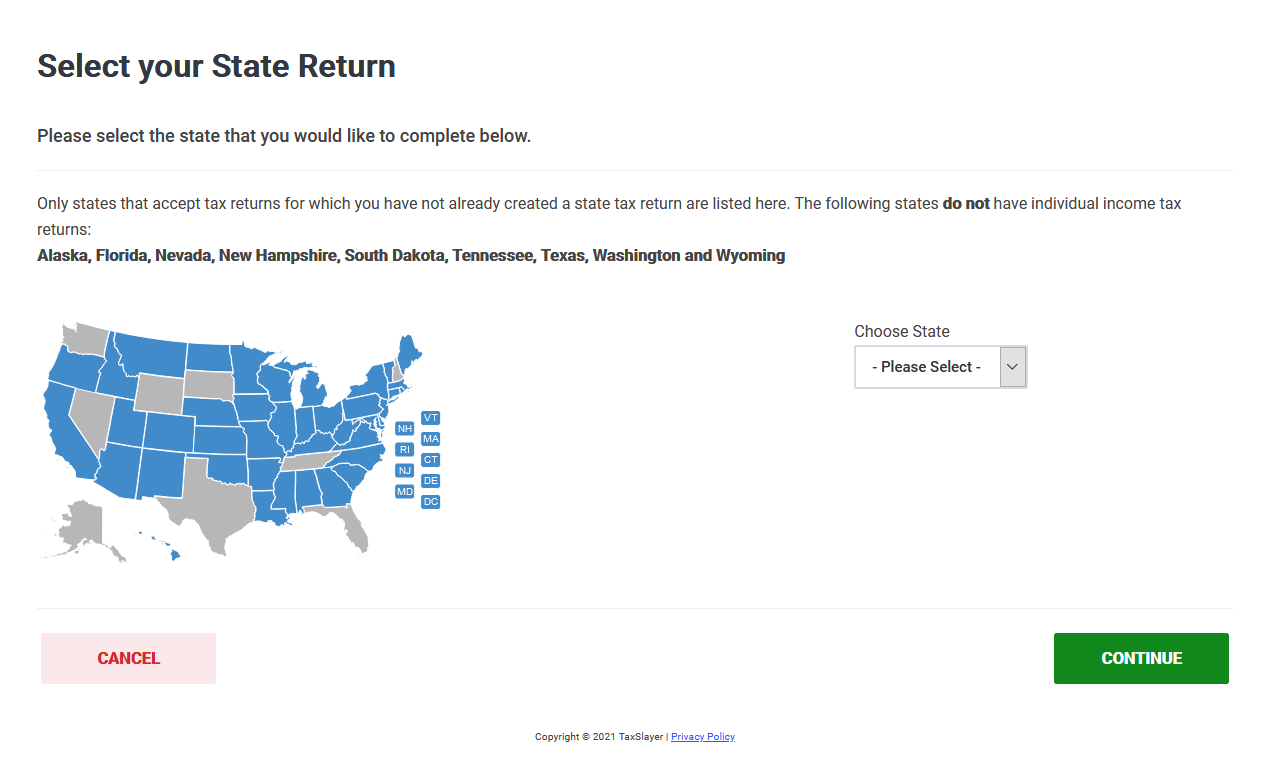 Select your State Return
Please select the state that you would like to complete below.
Only states that accept tax returns for which you have not already created a state tax return are listed here. The following states do not have individual income tax
returns:
Alaska, Florida, Nevada, New Hampshire, South Dakota, Tennessee, Texas, Washington and Wyoming
Choose State
- Please Select -
VT
NH
MA
RI
CT
NJ
DE
MD
DC
CANCEL
CONTINUE
Copyright © 2021 TaxSlayer | Privacy Policy